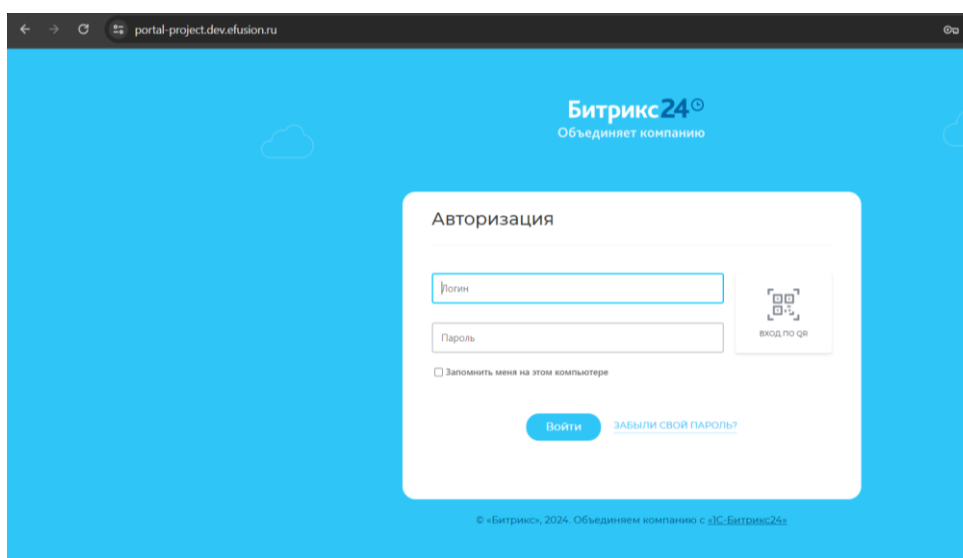 portal-project.dev.efusion.ru
Битрикс24
Объединяет компанию
Авторизация
Логин
Пароль
ВХОД ПО QR
Запомнить меня на этом компьютере
Войти
ЗАБЫЛИ СВОЙ ПАРОЛЬ?
© «Битрикс», 2024. Объединяем компанию с «1С-Битрикс24»